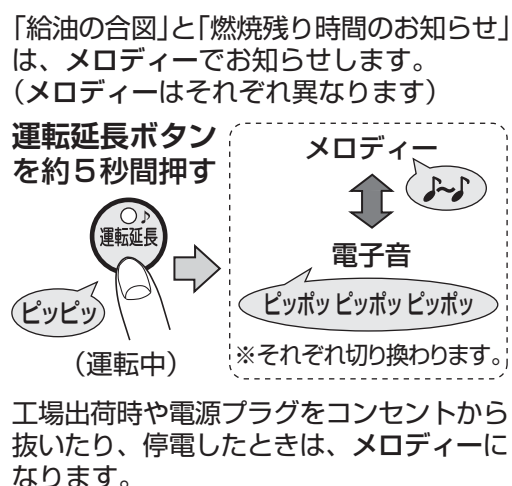 「給油の合図」と「燃焼残り時間のお知らせ」
は、メロディーでお知らせします。
（メロディーはそれぞれ異なります）
運転延長ボタン
を約５秒間押す
♪
運転延長
ピッピッ
（運転中）
メロディー
♪～♪
電子音
ピッポッ ピッポッ ピッポッ
※それぞれ切り換わります。
工場出荷時や電源プラグをコンセントから
抜いたり、停電したときは、メロディーに
なります。